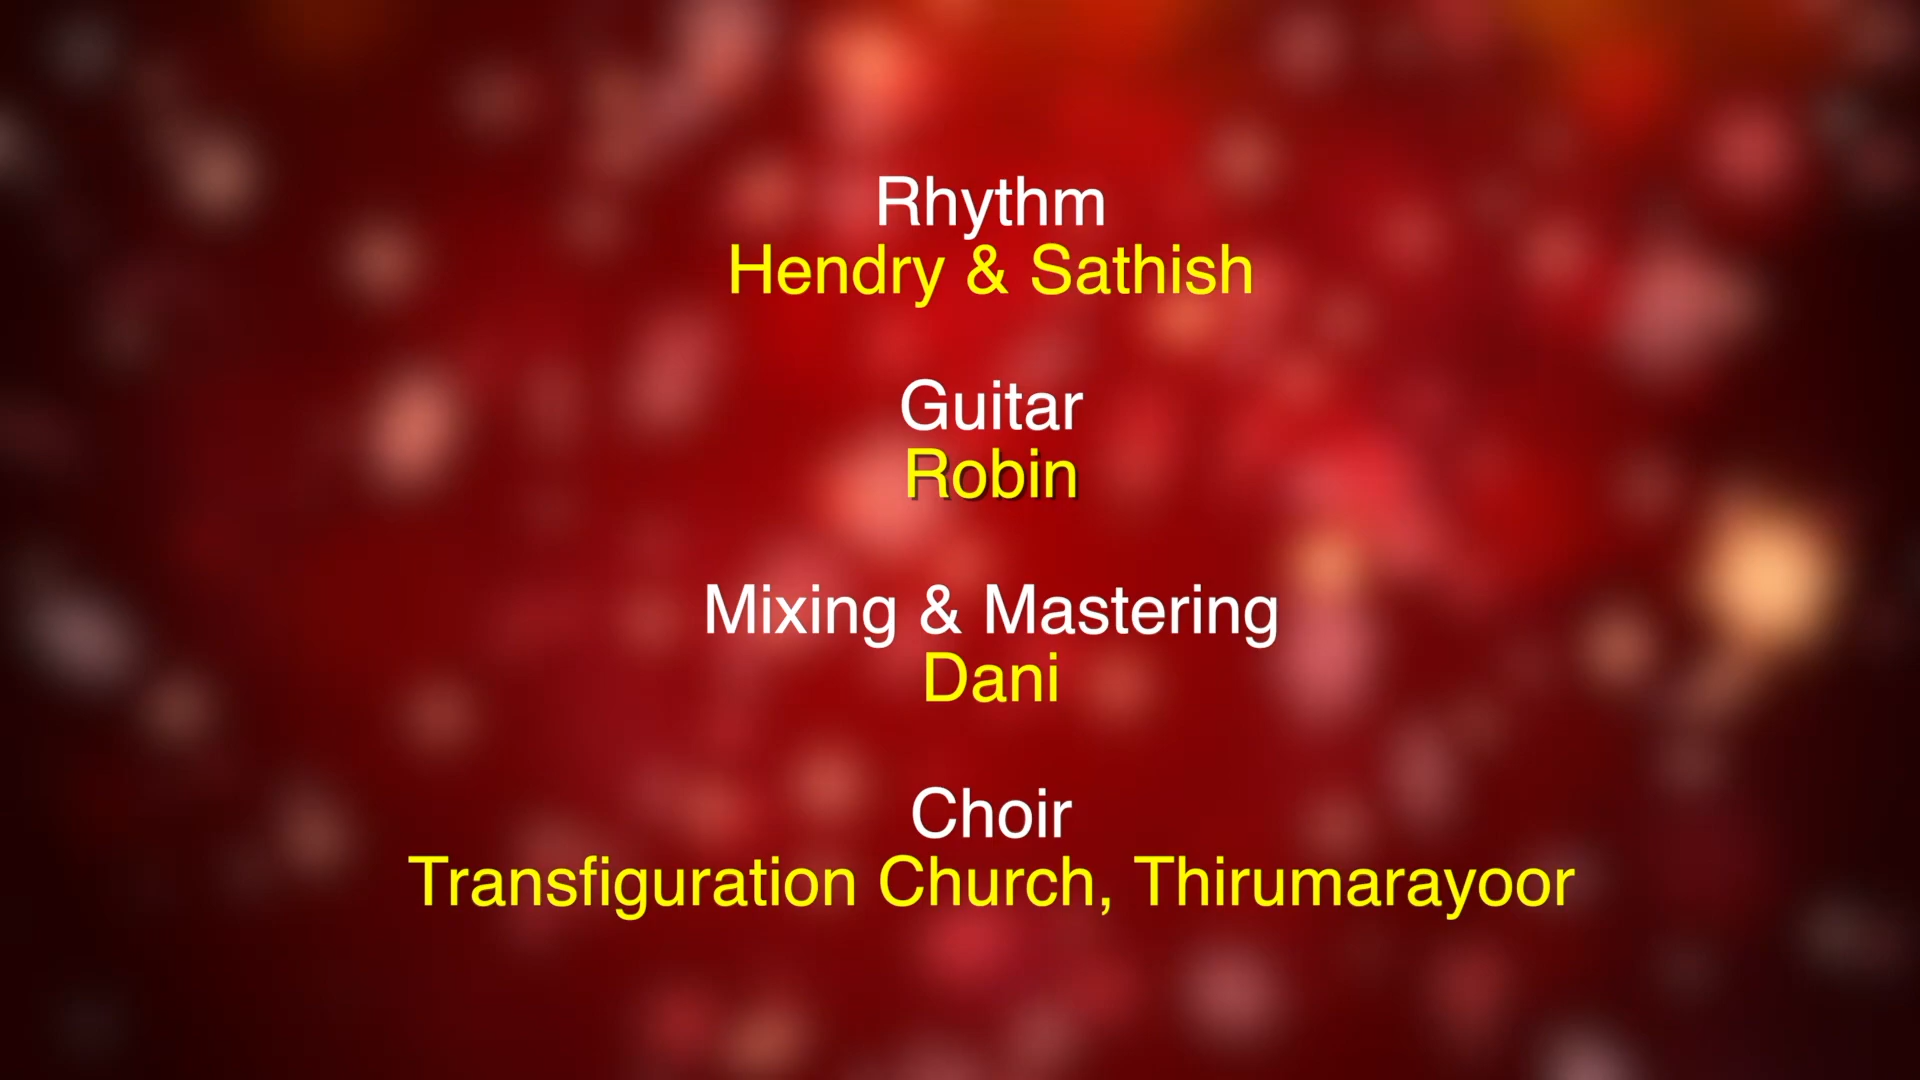 Rhythm
Hendry & Sathish
Guitar
Robin
Mixing & Mastering
Dani
Choir
Transfiguration Church, Thirumarayoor